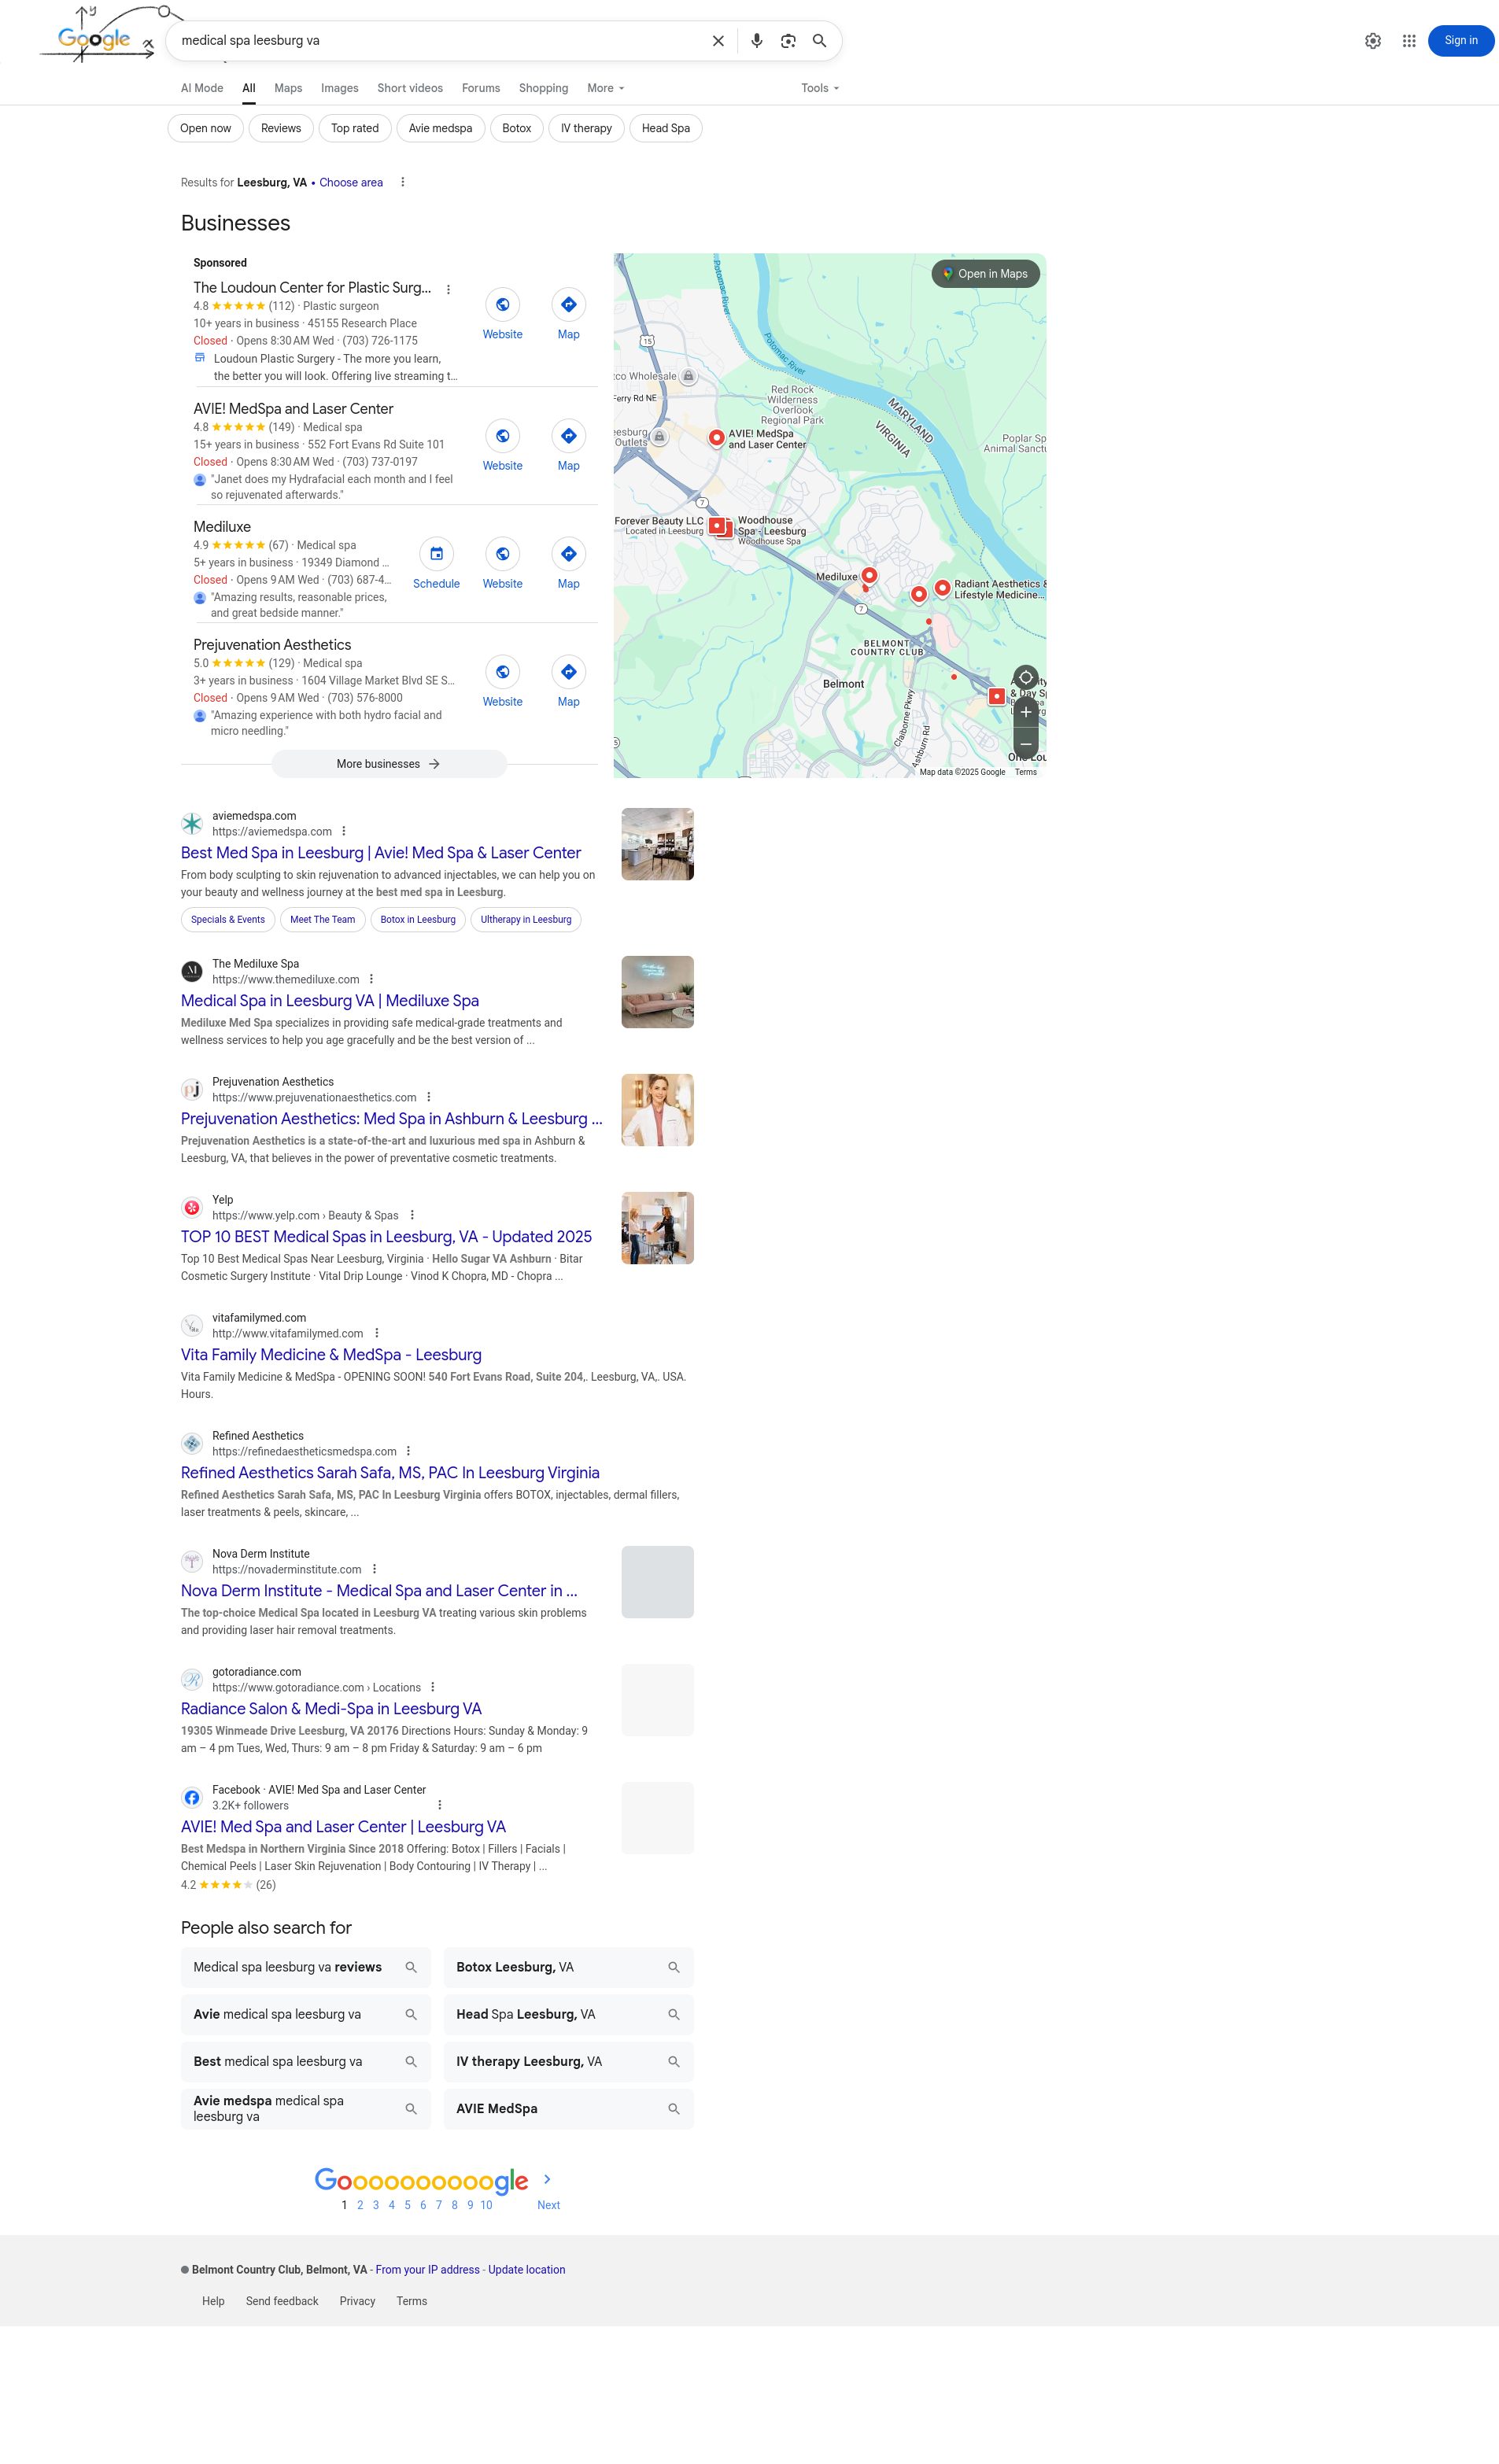 y
Google
x
medical spa leesburg va
Sign in
AI Mode
All
Maps
Images
Short videos
Forums
Shopping
More
Tools
Open now
Reviews
Top rated
Avie medspa
Botox
IV therapy
Head Spa
Results for Leesburg, VA • Choose area
Businesses
Sponsored
The Loudoun Center for Plastic Surg...
4.8 (112) · Plastic surgeon
10+ years in business · 45155 Research Place
Closed · Opens 8:30 AM Wed · (703) 726-1175
Loudoun Plastic Surgery - The more you learn,
the better you will look. Offering live streaming t...
Website
Map
AVIE! MedSpa and Laser Center
4.8 (149) · Medical spa
15+ years in business · 552 Fort Evans Rd Suite 101
Closed · Opens 8:30 AM Wed · (703) 737-0197
"Janet does my Hydrafacial each month and I feel
so rejuvenated afterwards."
Website
Map
Mediluxe
4.9 (67) · Medical spa
5+ years in business · 19349 Diamond ...
Closed · Opens 9 AM Wed · (703) 687-4...
"Amazing results, reasonable prices,
and great bedside manner."
Schedule
Website
Map
Prejuvenation Aesthetics
5.0 (129) · Medical spa
3+ years in business · 1604 Village Market Blvd SE S...
Closed · Opens 9 AM Wed · (703) 576-8000
"Amazing experience with both hydro facial and
micro needling."
Website
Map
More businesses
Open in Maps
Potomac River
Potomac River
15
tco Wholesale
Ferry Rd NE
Red Rock
Wilderness
Overlook
Regional Park
MARYLAND
VIRGINIA
esburg
Outlets
AVIE! MedSpa
and Laser Center
Poplar Sp
Animal Sanctu
7
Forever Beauty LLC
Located in Leesburg
Woodhouse
Spa - Leesburg
Woodhouse Spa
Mediluxe
Radiant Aesthetics &
Lifestyle Medicine...
7
BELMONT
COUNTRY CLUB
Belmont
Claiborne Pkwy
Ashburn Rd
& Day Sp
Map data ©2025 Google
Terms
aviemedspa.com
https://aviemedspa.com
Best Med Spa in Leesburg | Avie! Med Spa & Laser Center
From body sculpting to skin rejuvenation to advanced injectables, we can help you on
your beauty and wellness journey at the best med spa in Leesburg.
Specials & Events
Meet The Team
Botox in Leesburg
Ultherapy in Leesburg
M
The Mediluxe Spa
https://www.themediluxe.com
Medical Spa in Leesburg VA | Mediluxe Spa
Mediluxe Med Spa specializes in providing safe medical-grade treatments and
wellness services to help you age gracefully and be the best version of ...
pj
Prejuvenation Aesthetics
https://www.prejuvenationaesthetics.com
Prejuvenation Aesthetics: Med Spa in Ashburn & Leesburg ...
Prejuvenation Aesthetics is a state-of-the-art and luxurious med spa in Ashburn &
Leesburg, VA, that believes in the power of preventative cosmetic treatments.
Yelp
https://www.yelp.com › Beauty & Spas
TOP 10 BEST Medical Spas in Leesburg, VA - Updated 2025
Top 10 Best Medical Spas Near Leesburg, Virginia · Hello Sugar VA Ashburn · Bitar
Cosmetic Surgery Institute · Vital Drip Lounge · Vinod K Chopra, MD - Chopra ...
vitafamilymed.com
http://www.vitafamilymed.com
Vita Family Medicine & MedSpa - Leesburg
Vita Family Medicine & MedSpa - OPENING SOON! 540 Fort Evans Road, Suite 204,. Leesburg, VA,. USA.
Hours.
Refined Aesthetics
https://refinedaestheticsmedspa.com
Refined Aesthetics Sarah Safa, MS, PAC In Leesburg Virginia
Refined Aesthetics Sarah Safa, MS, PAC In Leesburg Virginia offers BOTOX, injectables, dermal fillers,
laser treatments & peels, skincare, ...
Nova Derm Institute
https://novaderminstitute.com
Nova Derm Institute - Medical Spa and Laser Center in ...
The top-choice Medical Spa located in Leesburg VA treating various skin problems
and providing laser hair removal treatments.
R
gotoradiance.com
https://www.gotoradiance.com › Locations
Radiance Salon & Medi-Spa in Leesburg VA
19305 Winmeade Drive Leesburg, VA 20176 Directions Hours: Sunday & Monday: 9
am – 4 pm Tues, Wed, Thurs: 9 am – 8 pm Friday & Saturday: 9 am – 6 pm
Facebook · AVIE! Med Spa and Laser Center
3.2K+ followers
AVIE! Med Spa and Laser Center | Leesburg VA
Best Medspa in Northern Virginia Since 2018 Offering: Botox | Fillers | Facials |
Chemical Peels | Laser Skin Rejuvenation | Body Contouring | IV Therapy | ...
4.2 (26)
People also search for
Medical spa leesburg va reviews
Botox Leesburg, VA
Avie medical spa leesburg va
Head Spa Leesburg, VA
Best medical spa leesburg va
IV therapy Leesburg, VA
Avie medspa medical spa
leesburg va
AVIE MedSpa
Goooooooooogle
1 2 3 4 5 6 7 8 9 10
Next
Belmont Country Club, Belmont, VA - From your IP address - Update location
Help
Send feedback
Privacy
Terms